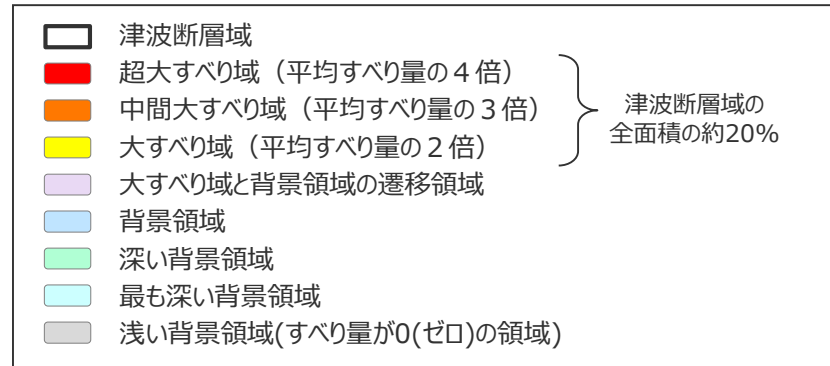 津波断層域
超大すべり域（平均すべり量の４倍）
中間大すべり域（平均すべり量の３倍）
大すべり域（平均すべり量の２倍）
津波断層域の
全面積の約20%
大すべり域と背景領域の遷移領域
背景領域
深い背景領域
最も深い背景領域
浅い背景領域(すべり量が0(ゼロ)の領域)